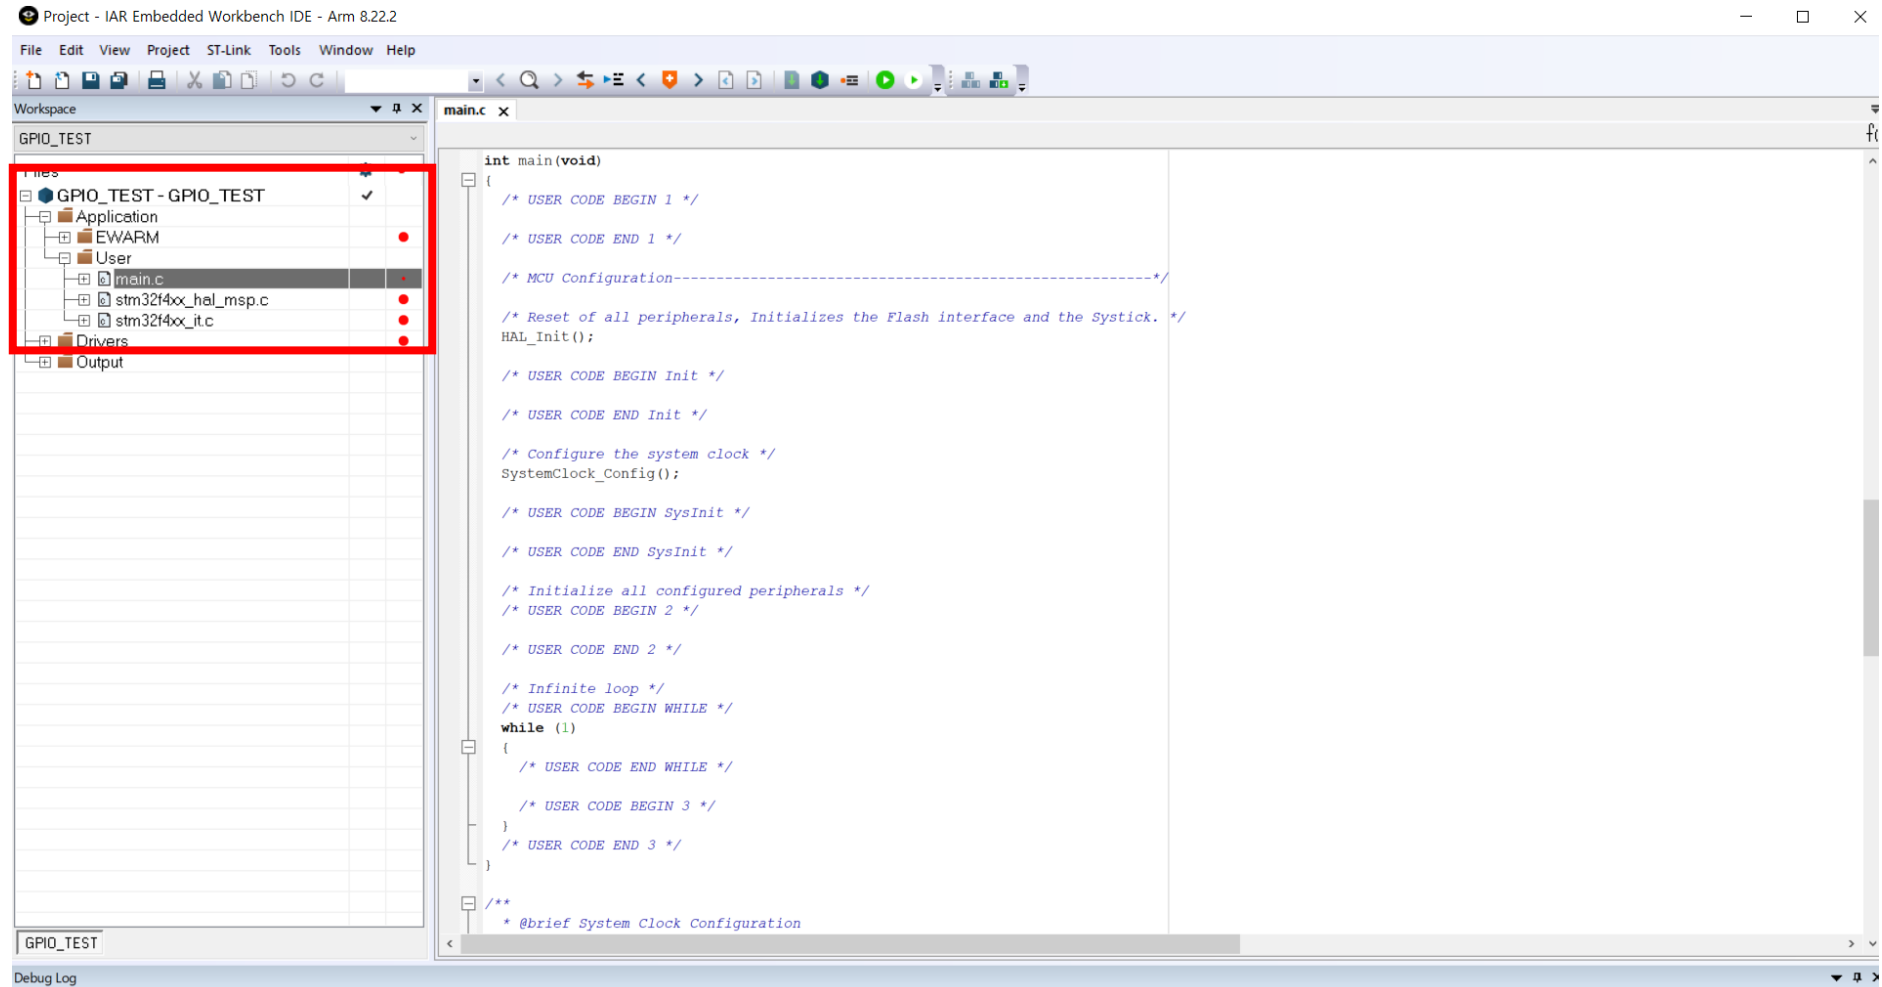 Project - IAR Embedded Workbench IDE - Arm 8.22.2
File Edit View Project ST-Link Tools Window Help
Workspace
main.c
GPIO_TEST
Files
GPIO_TEST - GPIO_TEST
Application
EWARM
User
main.c
stm32f4xx_hal_msp.c
stm32f4xx_it.c
Drivers
Output
int main(void)
{
/* USER CODE BEGIN 1 */
/* USER CODE END 1 */
/* MCU Configuration--------------------------------------------------------*/
/* Reset of all peripherals, Initializes the Flash interface and the Systick. */
HAL_Init();
/* USER CODE BEGIN Init */
/* USER CODE END Init */
/* Configure the system clock */
SystemClock_Config();
/* USER CODE BEGIN SysInit */
/* USER CODE END SysInit */
/* Initialize all configured peripherals */
/* USER CODE BEGIN 2 */
/* USER CODE END 2 */
/* Infinite loop */
/* USER CODE BEGIN WHILE */
while (1)
{
/* USER CODE END WHILE */
/* USER CODE BEGIN 3 */
}
/* USER CODE END 3 */
}
/**
* @brief System Clock Configuration
GPIO_TEST
Debug Log